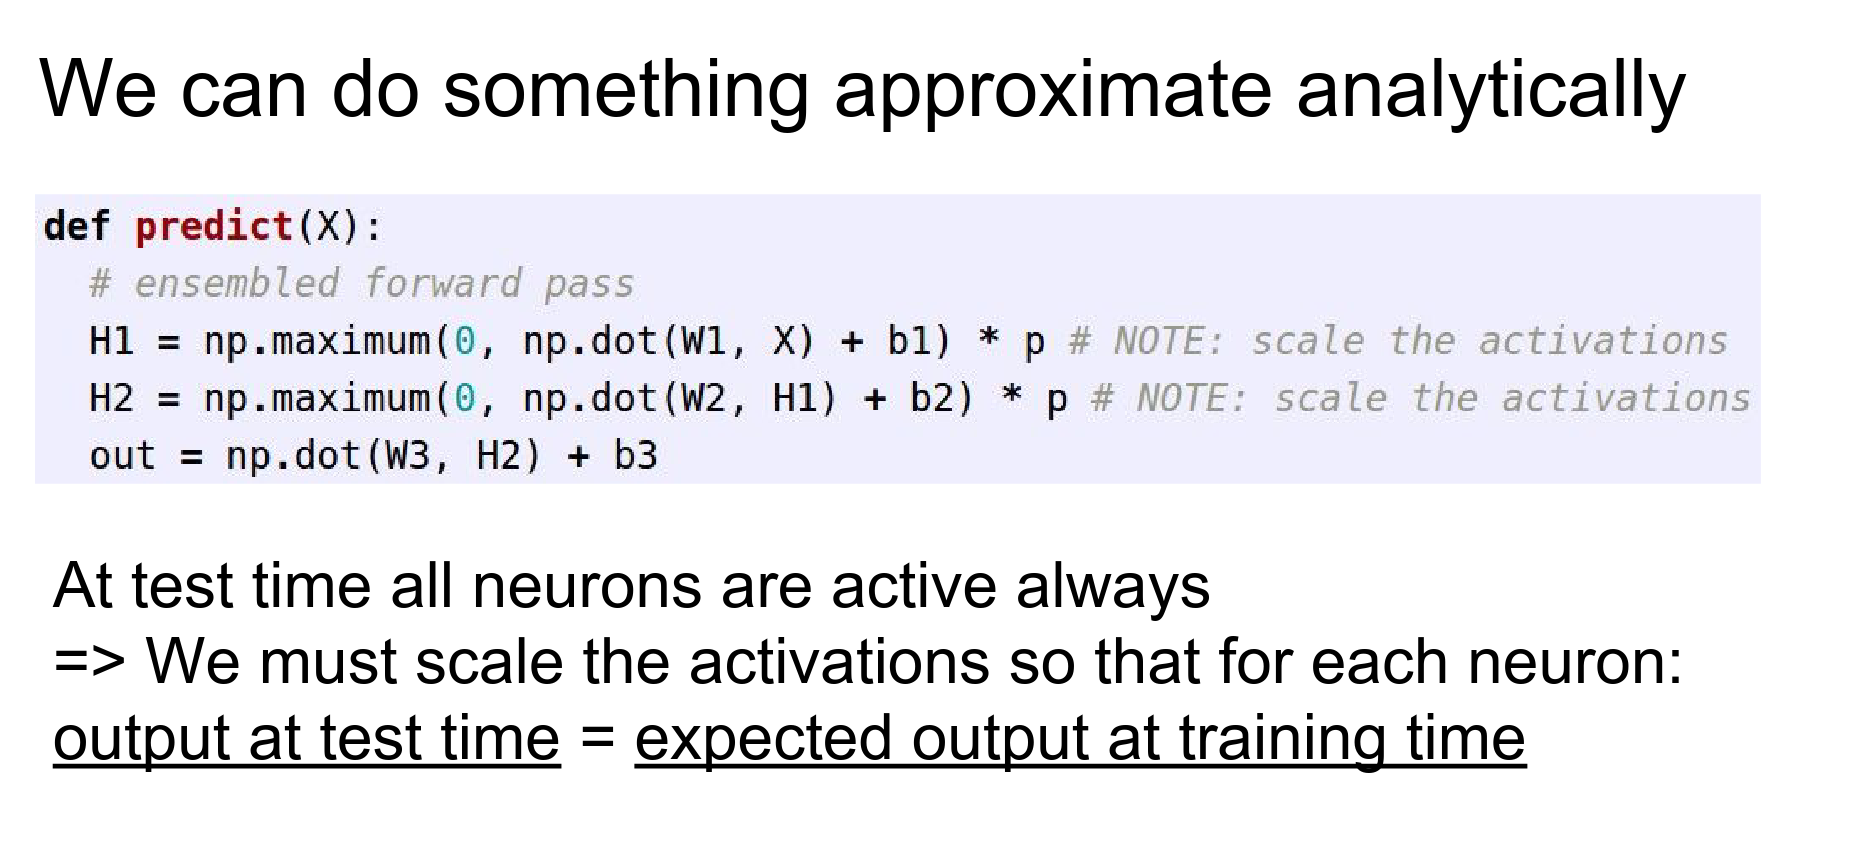 We can do something approximate analytically
def predict(X):
  # ensembled forward pass
  H1 = np.maximum(0, np.dot(W1, X) + b1) * p # NOTE: scale the activations
  H2 = np.maximum(0, np.dot(W2, H1) + b2) * p # NOTE: scale the activations
  out = np.dot(W3, H2) + b3
At test time all neurons are active always
=> We must scale the activations so that for each neuron:
output at test time = expected output at training time